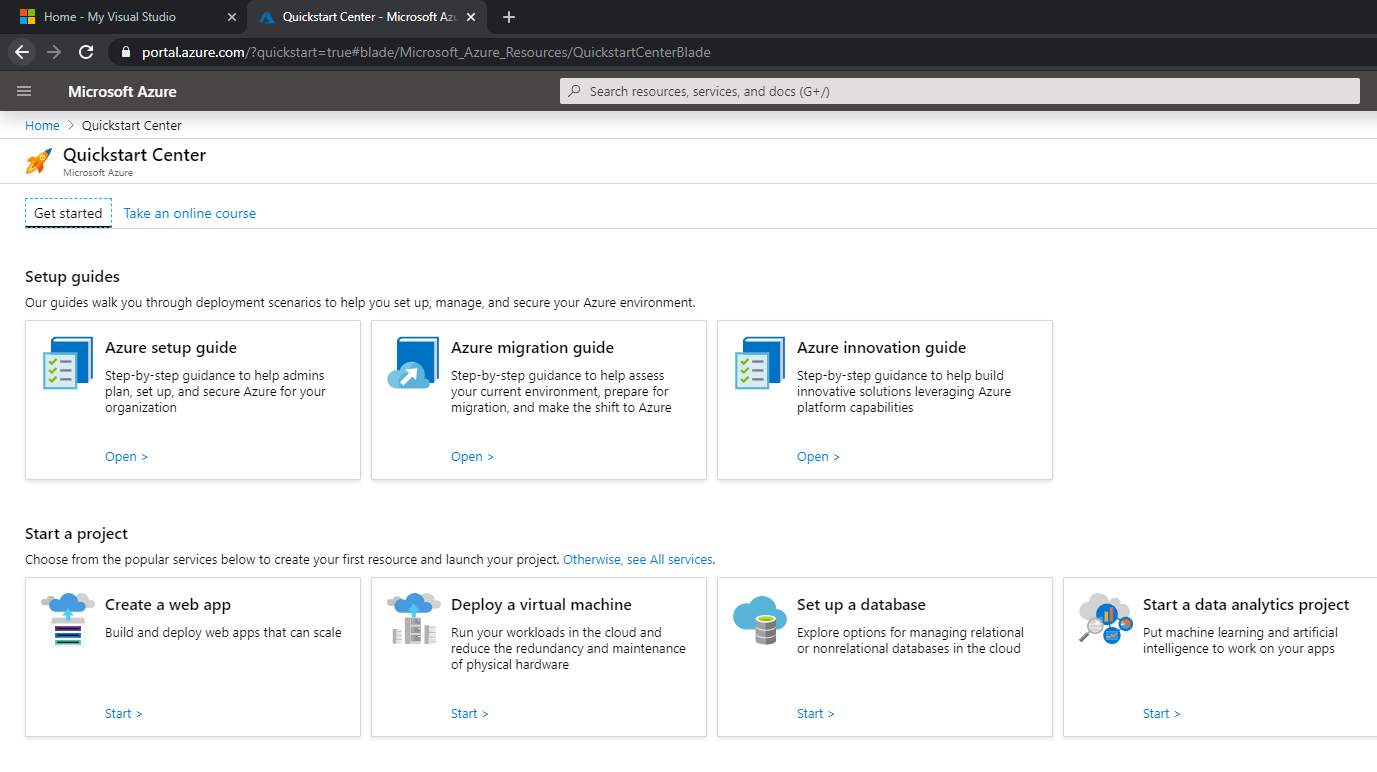 Home - My Visual Studio
Quickstart Center - Microsoft Azu
portal.azure.com/?quickstart=true#blade/Microsoft_Azure_Resources/QuickstartCenterBlade
Microsoft Azure
Search resources, services, and docs (G+/)
Home > Quickstart Center
Quickstart Center
Microsoft Azure
Get started
Take an online course
Setup guides
Our guides walk you through deployment scenarios to help you set up, manage, and secure your Azure environment.
Azure setup guide
Step-by-step guidance to help admins
plan, set up, and secure Azure for your
organization
Open >
Azure migration guide
Step-by-step guidance to help assess
your current environment, prepare for
migration, and make the shift to Azure
Open >
Azure innovation guide
Step-by-step guidance to help build
innovative solutions leveraging Azure
platform capabilities
Open >
Start a project
Choose from the popular services below to create your first resource and launch your project. Otherwise, see All services.
Create a web app
Build and deploy web apps that can scale
Start >
Deploy a virtual machine
Run your workloads in the cloud and
reduce the redundancy and maintenance
of physical hardware
Start >
Set up a database
Explore options for managing relational
or nonrelational databases in the cloud
Start >
Start a data analytics project
Put machine learning and artificial
intelligence to work on your apps
Start >